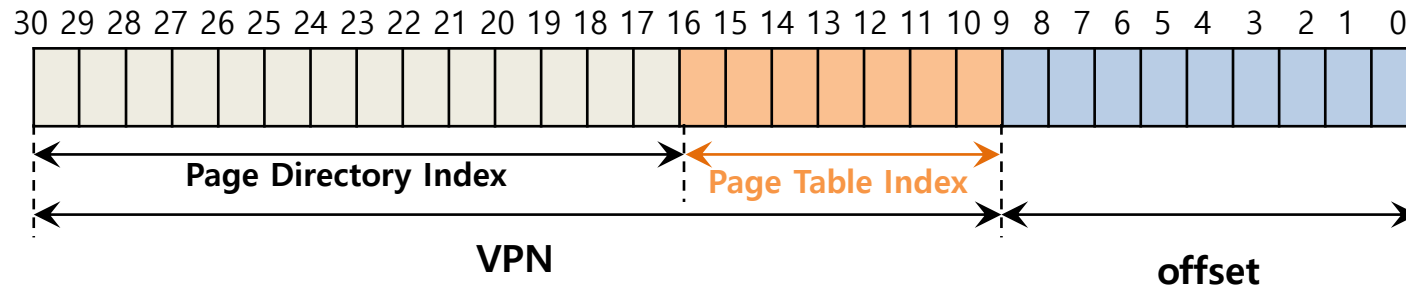 30 29 28 27 26 25 24 23 22 21 20 19 18 17 16 15 14 13 12 11 10 9 8 7 6 5 4 3 2 1 0
Page Directory Index
Page Table Index
VPN
offset